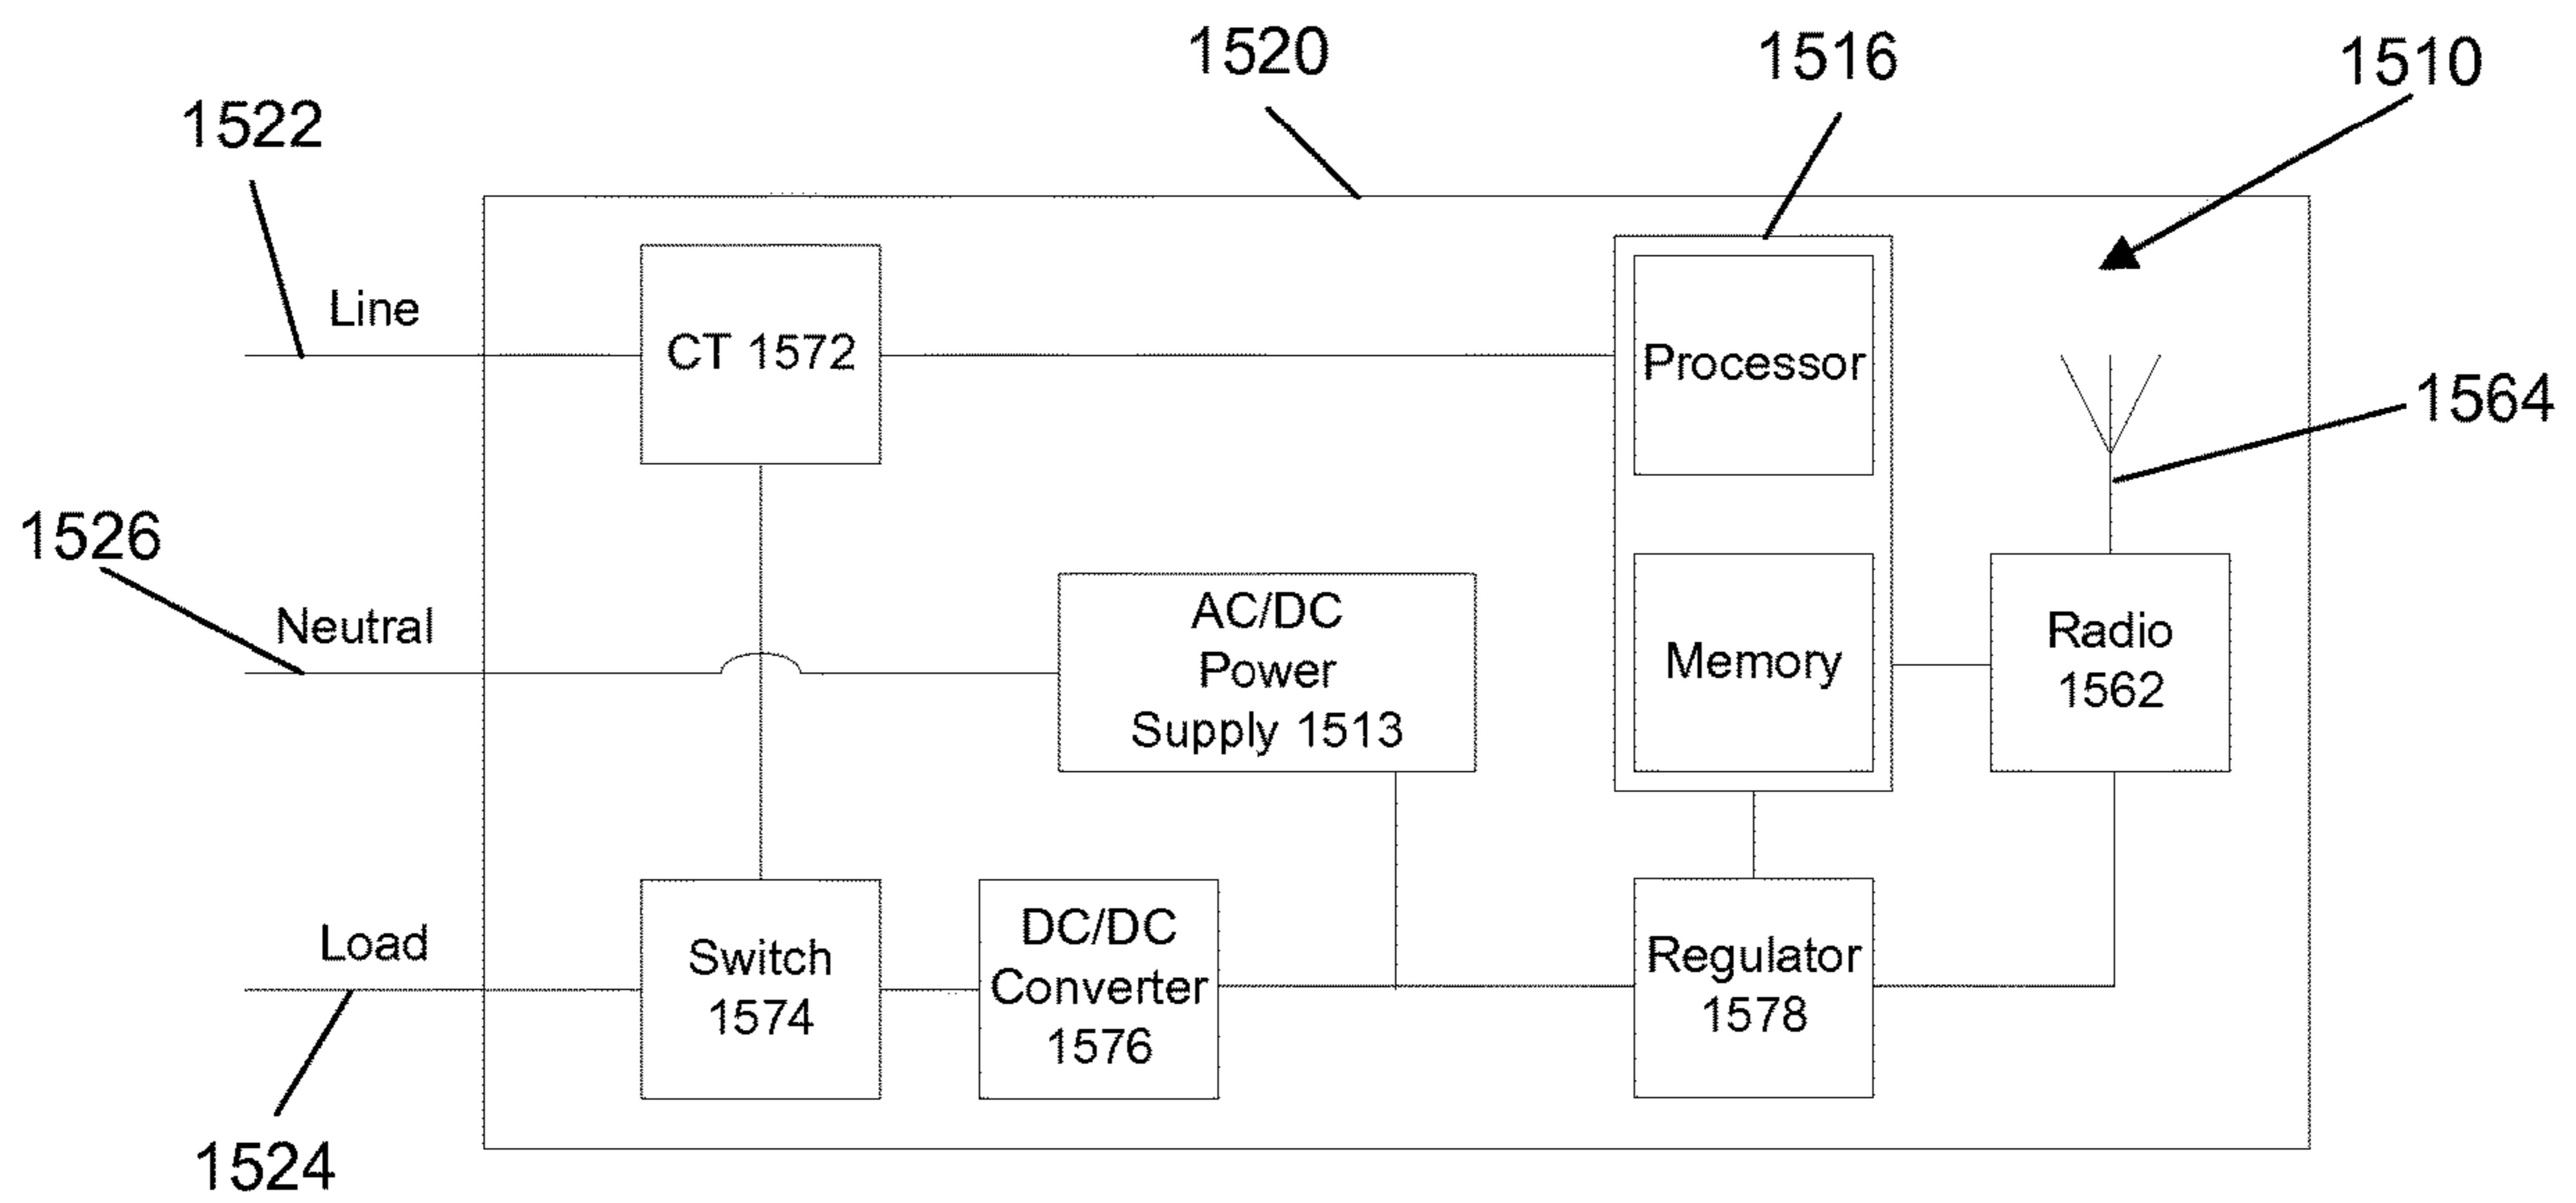 1520
1516
1510
1522
Line
CT 1572
Processor
1564
1526
Neutral
AC/DC
Power
Supply 1513
Memory
Radio
1562
Load
Switch
1574
DC/DC
Converter
1576
Regulator
1578
1524